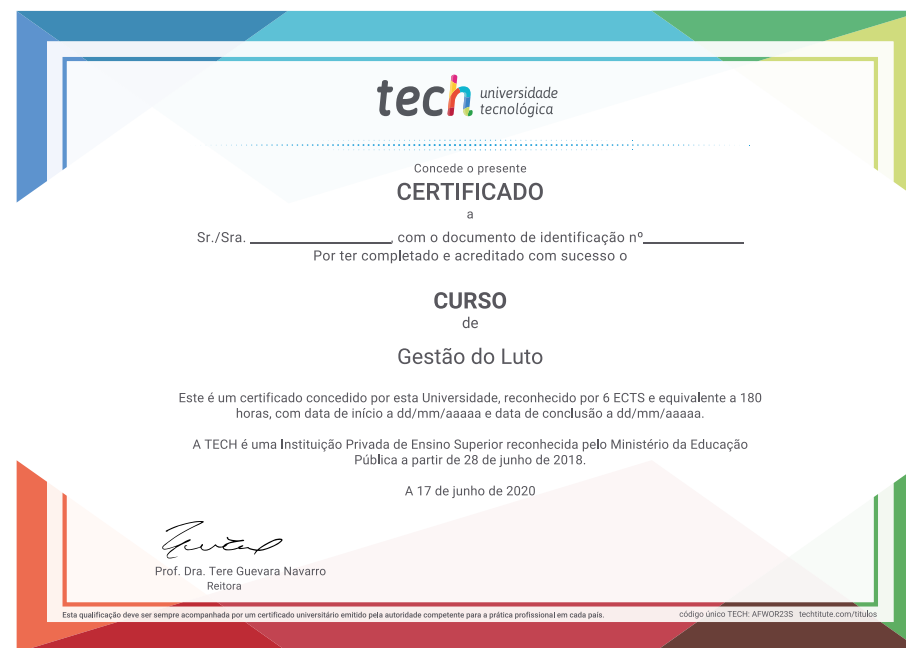 tech universidade
tecnológica
Concede o presente
CERTIFICADO
a
Sr./Sra. ____________________, com o documento de identificação nº______________
Por ter completado e acreditado com sucesso o
CURSO
de
Gestão do Luto
Este é um certificado concedido por esta Universidade, reconhecido por 6 ECTS e equivalente a 180
horas, com data de início a dd/mm/aaaaa e data de conclusão a dd/mm/aaaaa.
A TECH é uma Instituição Privada de Ensino Superior reconhecida pelo Ministério da Educação
Pública a partir de 28 de junho de 2018.
A 17 de junho de 2020
Prof. Dra. Tere Guevara Navarro
Reitora
Esta qualificação deve ser sempre acompanhada por um certificado universitário emitido pela autoridade competente para a prática profissional em cada país.
código único TECH: AFWOR23S techtitute.com/titulos